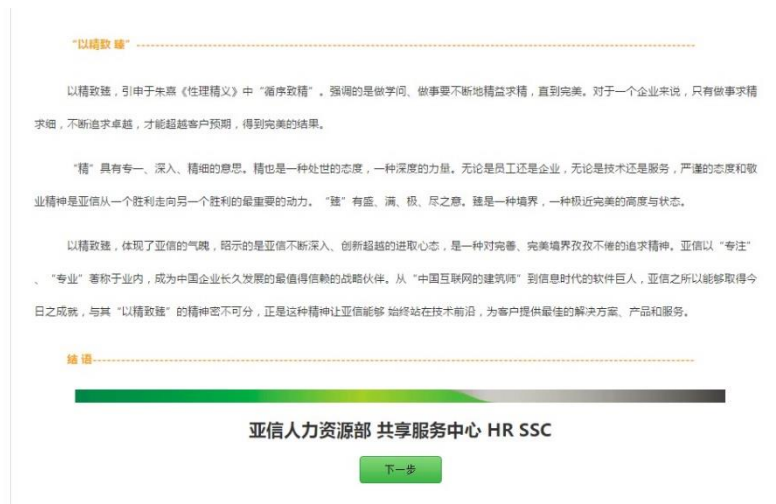 “以精致 臻”
以精致臻，引申于朱熹《性理精义》中“循序致精”。强调的是做学问、做事要不断地精益求精，直到完美。对于一个企业来说，只有做事求精
求细，不断追求卓越，才能超越客户预期，得到完美的结果。
“精”具有专一、深入、精细的意思。精也是一种处世的态度，一种深度的力量。无论是员工还是企业，无论是技术还是服务，严谨的态度和敬
业精神是亚信从一个胜利走向另一个胜利的最重要的动力。“臻”有盛、满、极、尽之意。臻是一种境界，一种极近完美的高度与状态。
以精致臻，体现了亚信的气魄，昭示的是亚信不断深入、创新超越的进取心态，是一种对完善、完美境界孜孜不倦的追求精神。亚信以“专注”
、“专业”著称于业内，成为中国企业长久发展的最值得信赖的战略伙伴。从“中国互联网的建筑师”到信息时代的软件巨人，亚信之所以能够取得今
日之成就，与其“以精致臻”的精神密不可分，正是这种精神让亚信能够 始终站在技术前沿，为客户提供最佳的解决方案、产品和服务。
结 语
亚信人力资源部 共享服务中心 HR SSC
下一步